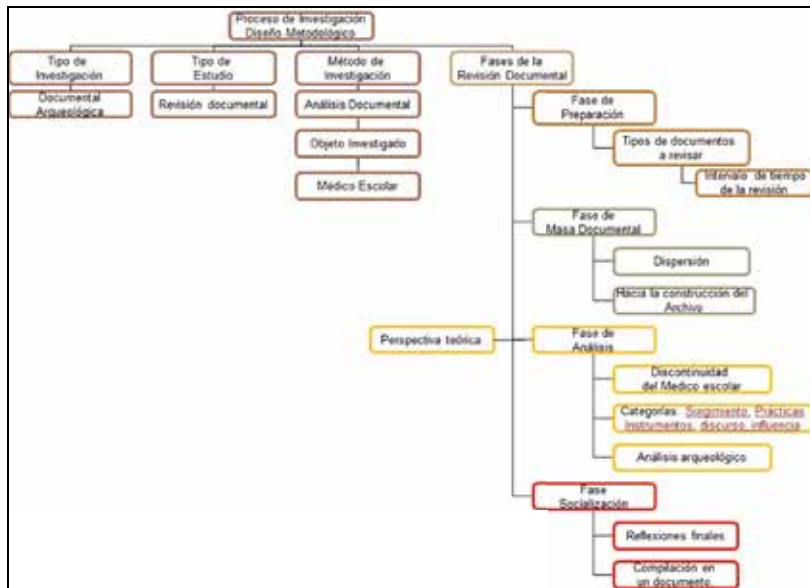 Proceso de Investigación
Diseño Metodológico
Tipo de
Investigación
Documental
Arqueológica
Tipo de
Estudio
Revisión documental
Método de
Investigación
Análisis Documental
Objeto Investigado
Médico Escolar
Fases de la
Revisión Documental
Fase de
Preparación
Tipos de documentos
a revisar
Intervalo de tiempo
de la revisión
Fase de
Masa Documental
Dispersión
Hacia la construcción del
Archivo
Perspectiva teórica
Fase de
Análisis
Discontinuidad
del Medico escolar
Categorías: Surgimiento, Prácticas
Instrumentos, discurso, influencia
Análisis arqueológico
Fase
Socialización
Reflexiones finales
Compilación en
un documento